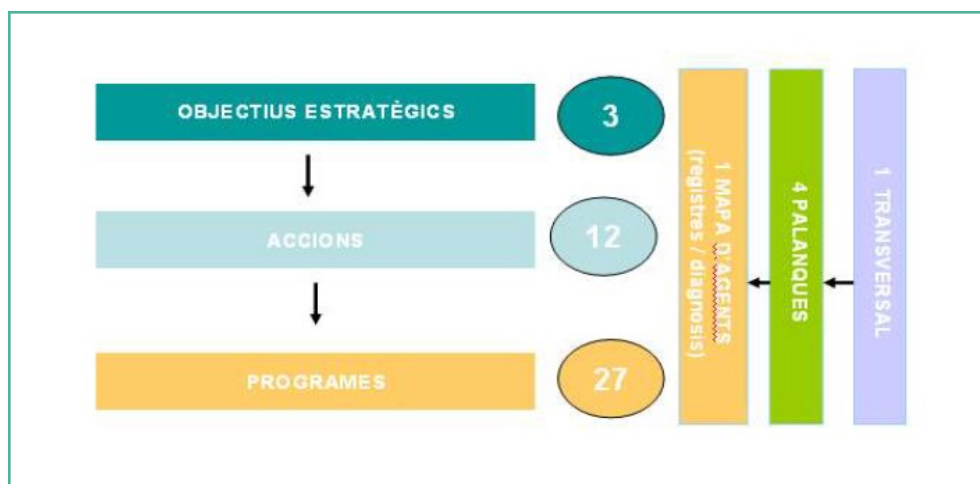 OBJECTIUS ESTRATÈGICS
3
ACCIONS
12
PROGRAMES
27
1 MAPA D'AGENTS
(registres / diagnosis)
4 PALANQUES
1 TRANSVERSAL